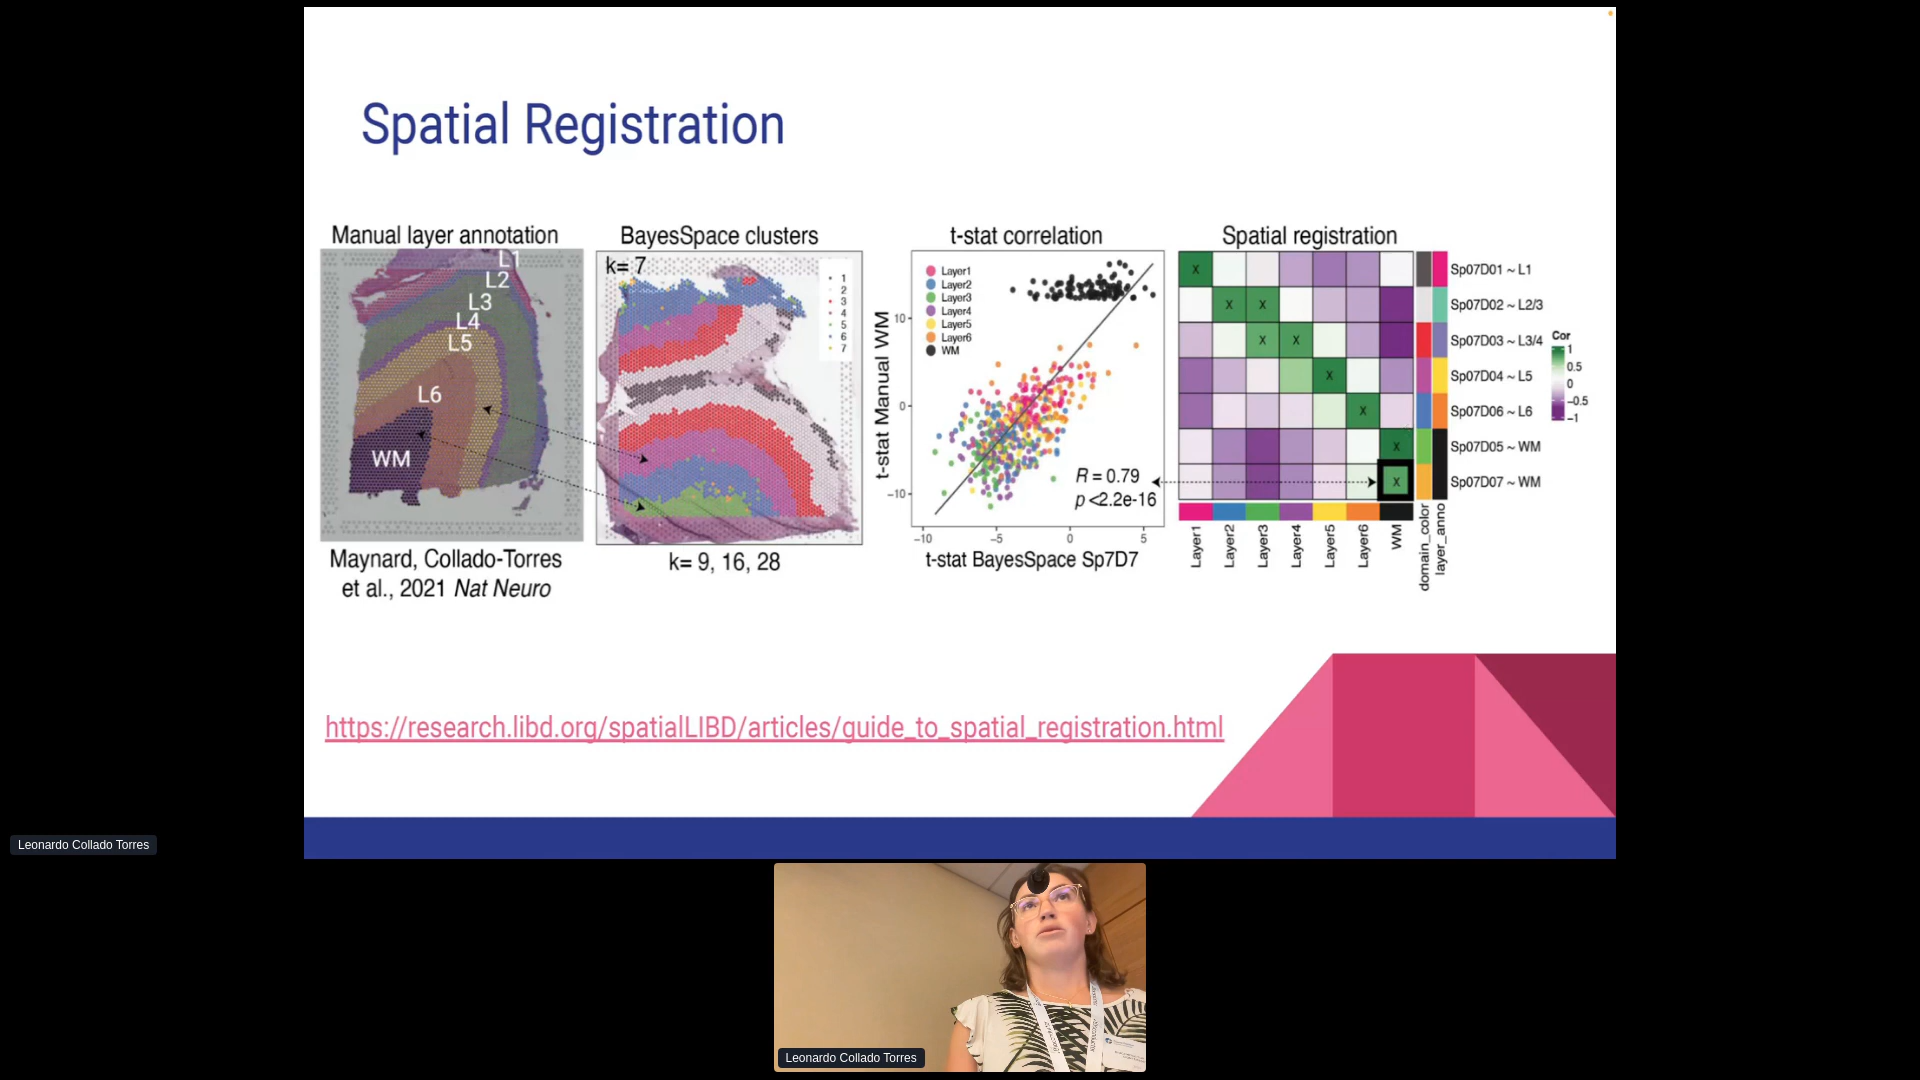 Spatial Registration
Manual layer annotation
L1
L2
L3
L4
L5
L6
WM
Maynard, Collado-Torres
et al., 2021 Nat Neuro
BayesSpace clusters
k= 7
1
2
3
4
5
6
7
k= 9, 16, 28
t-stat correlation
Layer1
Layer2
Layer3
Layer4
Layer5
Layer6
WM
t-stat Manual WM
10
0
−10
R = 0.79
p <2.2e-16
−10
−5
0
5
t-stat BayesSpace Sp7D7
Spatial registration
X
X X
X X
X
X
X
X
Sp07D01 ~ L1
Sp07D02 ~ L2/3
Sp07D03 ~ L3/4
Sp07D04 ~ L5
Sp07D06 ~ L6
Sp07D05 ~ WM
Sp07D07 ~ WM
Layer1
Layer2
Layer3
Layer4
Layer5
Layer6
WM
domain_color
layer_anno
Cor
1
0.5
0
−0.5
−1
https://research.libd.org/spatialLIBD/articles/guide_to_spatial_registration.html
Leonardo Collado Torres
Leonardo Collado Torres